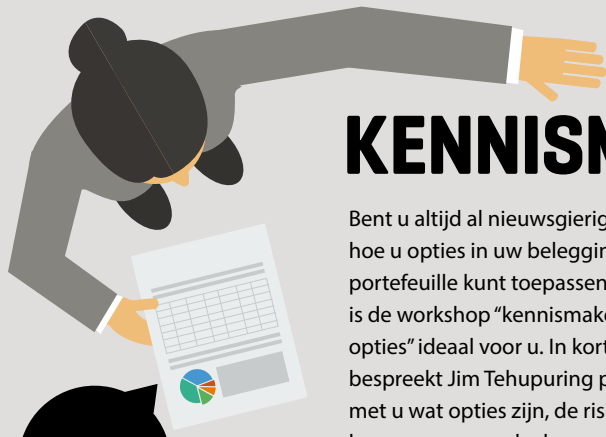 KENNISM
Bent u altijd al nieuwsgierig
hoe u opties in uw beleggin
portefeuille kunt toepassen
is de workshop “kennismake
opties” ideaal voor u. In kort
bespreekt Jim Tehupuring p
met u wat opties zijn, de ris